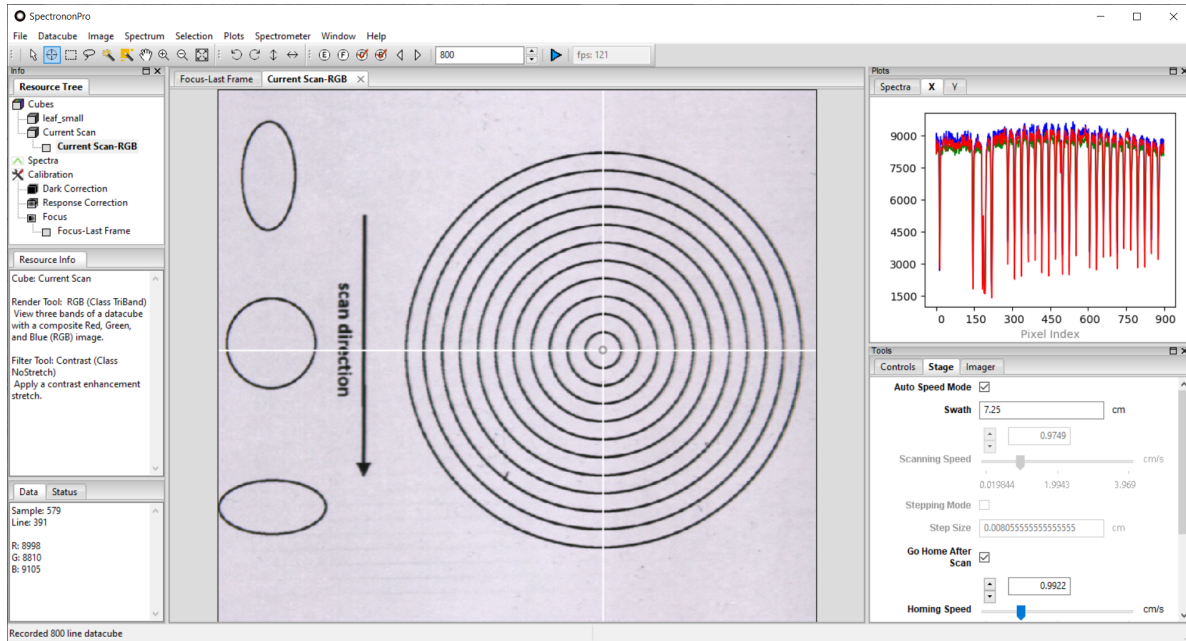 SpectrononPro
File Datacube Image Spectrum Selection Plots Spectrometer Window Help
E F 800 fps: 121
Info
Resource Tree
Cubes
leaf_small
Current Scan
Current Scan-RGB
Spectra
Calibration
Dark Correction
Response Correction
Focus
Focus-Last Frame
Resource Info
Cube: Current Scan
Render Tool: RGB (Class TriBand)
View three bands of a datacube
with a composite Red, Green,
and Blue (RGB) image.
Filter Tool: Contrast (Class
NoStretch)
Apply a contrast enhancement
stretch.
Data Status
Sample: 579
Line: 391
R: 8998
G: 8810
B: 9105
Focus-Last Frame Current Scan-RGB
scan direction
Plots
Spectra X Y
9000
7500
6000
4500
3000
1500
0 150 300 450 600 750 900
Pixel Index
Tools
Controls Stage Imager
Auto Speed Mode
Swath 7.25 cm
0.9749
Scanning Speed cm/s
0.019844 1.9943 3.969
Stepping Mode
Step Size 0.008055555555555555 cm
Go Home After
Scan
0.9922
Homing Speed cm/s
Recorded 800 line datacube